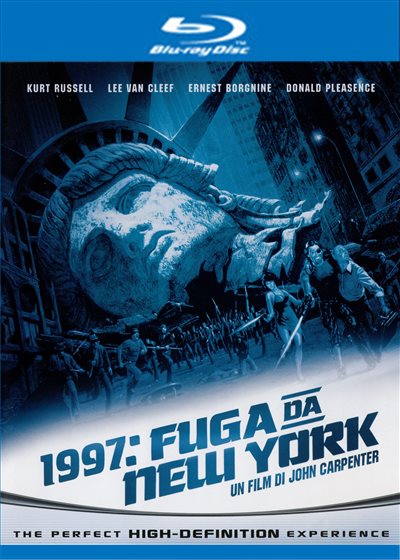 Blu-ray Disc™
KURT RUSSELL LEE VAN CLEEF ERNEST BORGNINE DONALD PLEASENCE
1997: FUGA DA
NEW YORK
UN FILM DI JOHN CARPENTER
THE PERFECT HIGH-DEFINITION EXPERIENCE